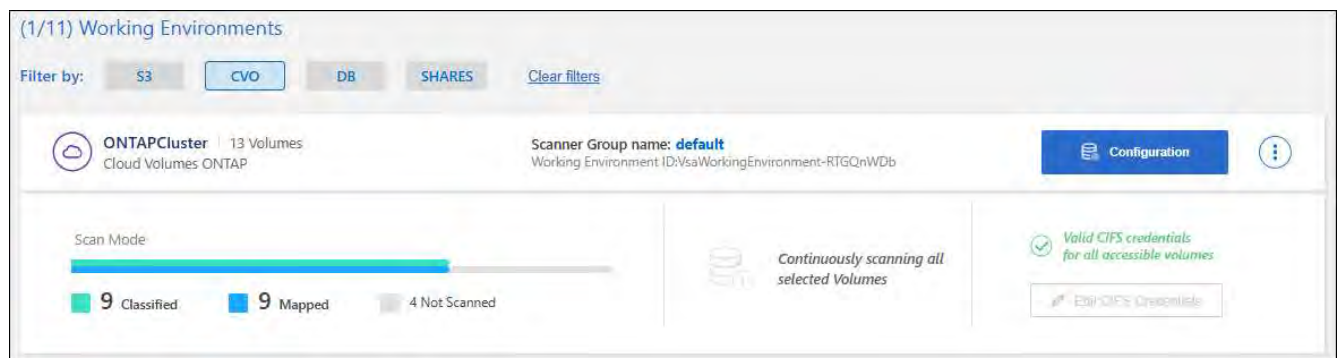 (1/11) Working Environments
Filter by: S3 CVO DB SHARES Clear filters
ONTAPCluster 13 Volumes
Cloud Volumes ONTAP
Scanner Group name: default
Working Environment ID:VsaWorkingEnvironment-RTGQnWDb
Configuration
Scan Mode
9 Classified 9 Mapped 4 Not Scanned
Continuously scanning all
selected Volumes
Valid CIFS credentials
for all accessible volumes
Edit CIFS Credentials